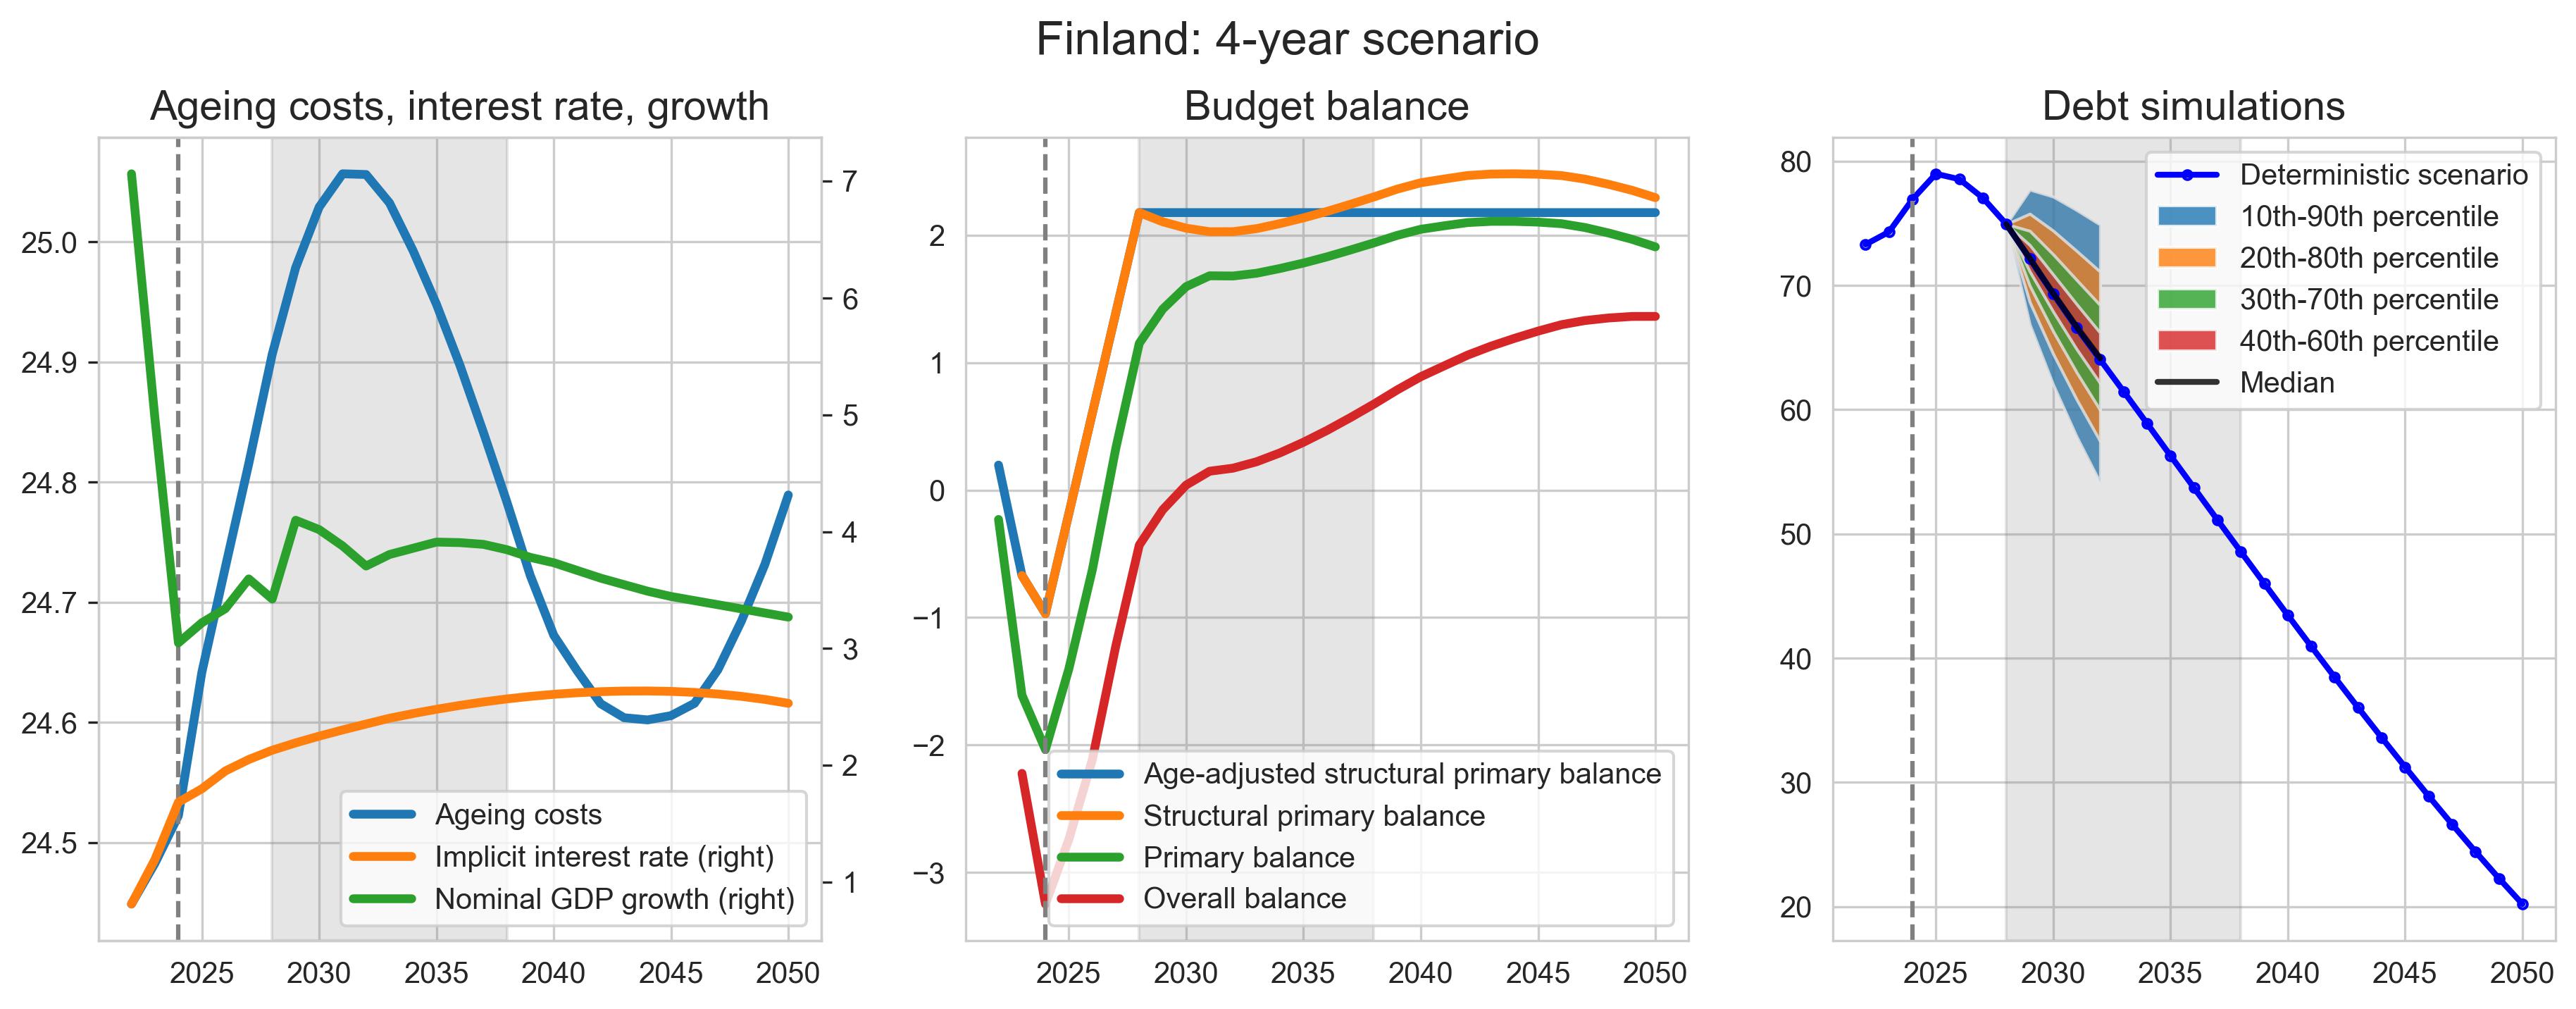 Finland: 4-year scenario
Ageing costs, interest rate, growth
25.0
24.9
24.8
24.7
24.6
24.5
7
6
5
4
3
2
1
Ageing costs
Implicit interest rate (right)
Nominal GDP growth (right)
2025 2030 2035 2040 2045 2050
Budget balance
2
1
0
−1
−2
−3
Age-adjusted structural primary balance
Structural primary balance
Primary balance
Overall balance
2025 2030 2035 2040 2045 2050
Debt simulations
80
70
60
50
40
30
20
Deterministic scenario
10th-90th percentile
20th-80th percentile
30th-70th percentile
40th-60th percentile
Median
2025 2030 2035 2040 2045 2050